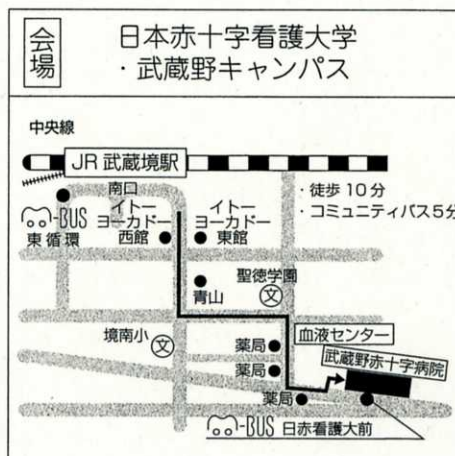 会場
日本赤十字看護大学
・武蔵野キャンパス
中央線
JR 武蔵境駅
・徒歩 10分
・コミュニティバス5分
南口
-BUS
東循環
イトー
ヨーカドー
西館
イトー
ヨーカドー
東館
青山
聖徳学園
文
境南小
文
血液センター
武蔵野赤十字病院
薬局
薬局
薬局
-BUS 日赤看護大前